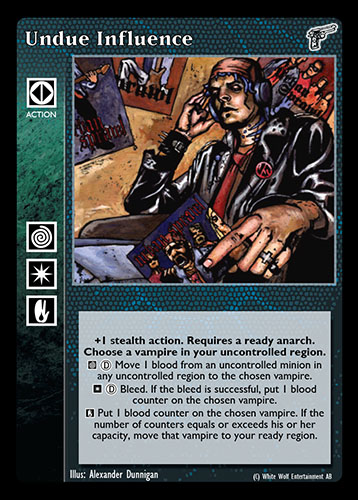 Undue Influence
ACTION
+1 stealth action. Requires a ready anarch.
Choose a vampire in your uncontrolled region.
Ⓓ Move 1 blood from an uncontrolled minion in
any uncontrolled region to the chosen vampire.
Ⓓ Bleed. If the bleed is successful, put 1 blood
counter on the chosen vampire.
Put 1 blood counter on the chosen vampire. If the
number of counters equals or exceeds his or her
capacity, move that vampire to your ready region.
Illus: Alexander Dunnigan
(C) White Wolf Entertainment AB